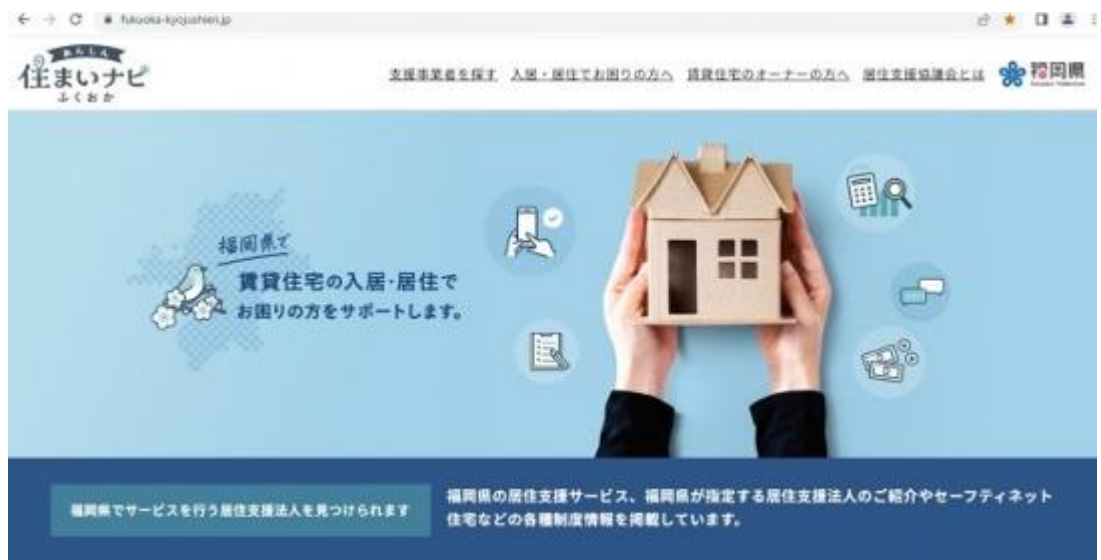 fukuoka-kyojushien.jp
あんしん
住まいナビ
ふくおか
支援事業者を探す 入居・居住でお困りの方へ 賃貸住宅のオーナーの方へ 居住支援協議会とは 福岡県
福岡県で
賃貸住宅の入居・居住で
お困りの方をサポートします。
福岡県でサービスを行う居住支援法人を見つけられます
福岡県の居住支援サービス、福岡県が指定する居住支援法人のご紹介やセーフティネット
住宅などの各種制度情報を掲載しています。